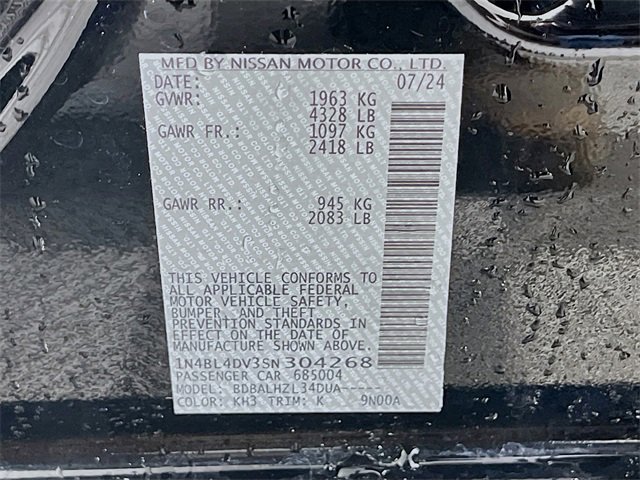 MFD BY NISSAN MOTOR CO., LTD.
DATE: 07/24
GVWR: 1963 KG
4328 LB
GAWR FR.: 1097 KG
2418 LB
GAWR RR.: 945 KG
2083 LB
THIS VEHICLE CONFORMS TO
ALL APPLICABLE FEDERAL
MOTOR VEHICLE SAFETY,
BUMPER, AND THEFT
PREVENTION STANDARDS IN
EFFECT ON THE DATE OF
MANUFACTURE SHOWN ABOVE.
1N4BL4DV3SN304268
PASSENGER CAR 685004
MODEL: BDBALHZL34DUA-----
COLOR: KH3 TRIM: K 9N00A